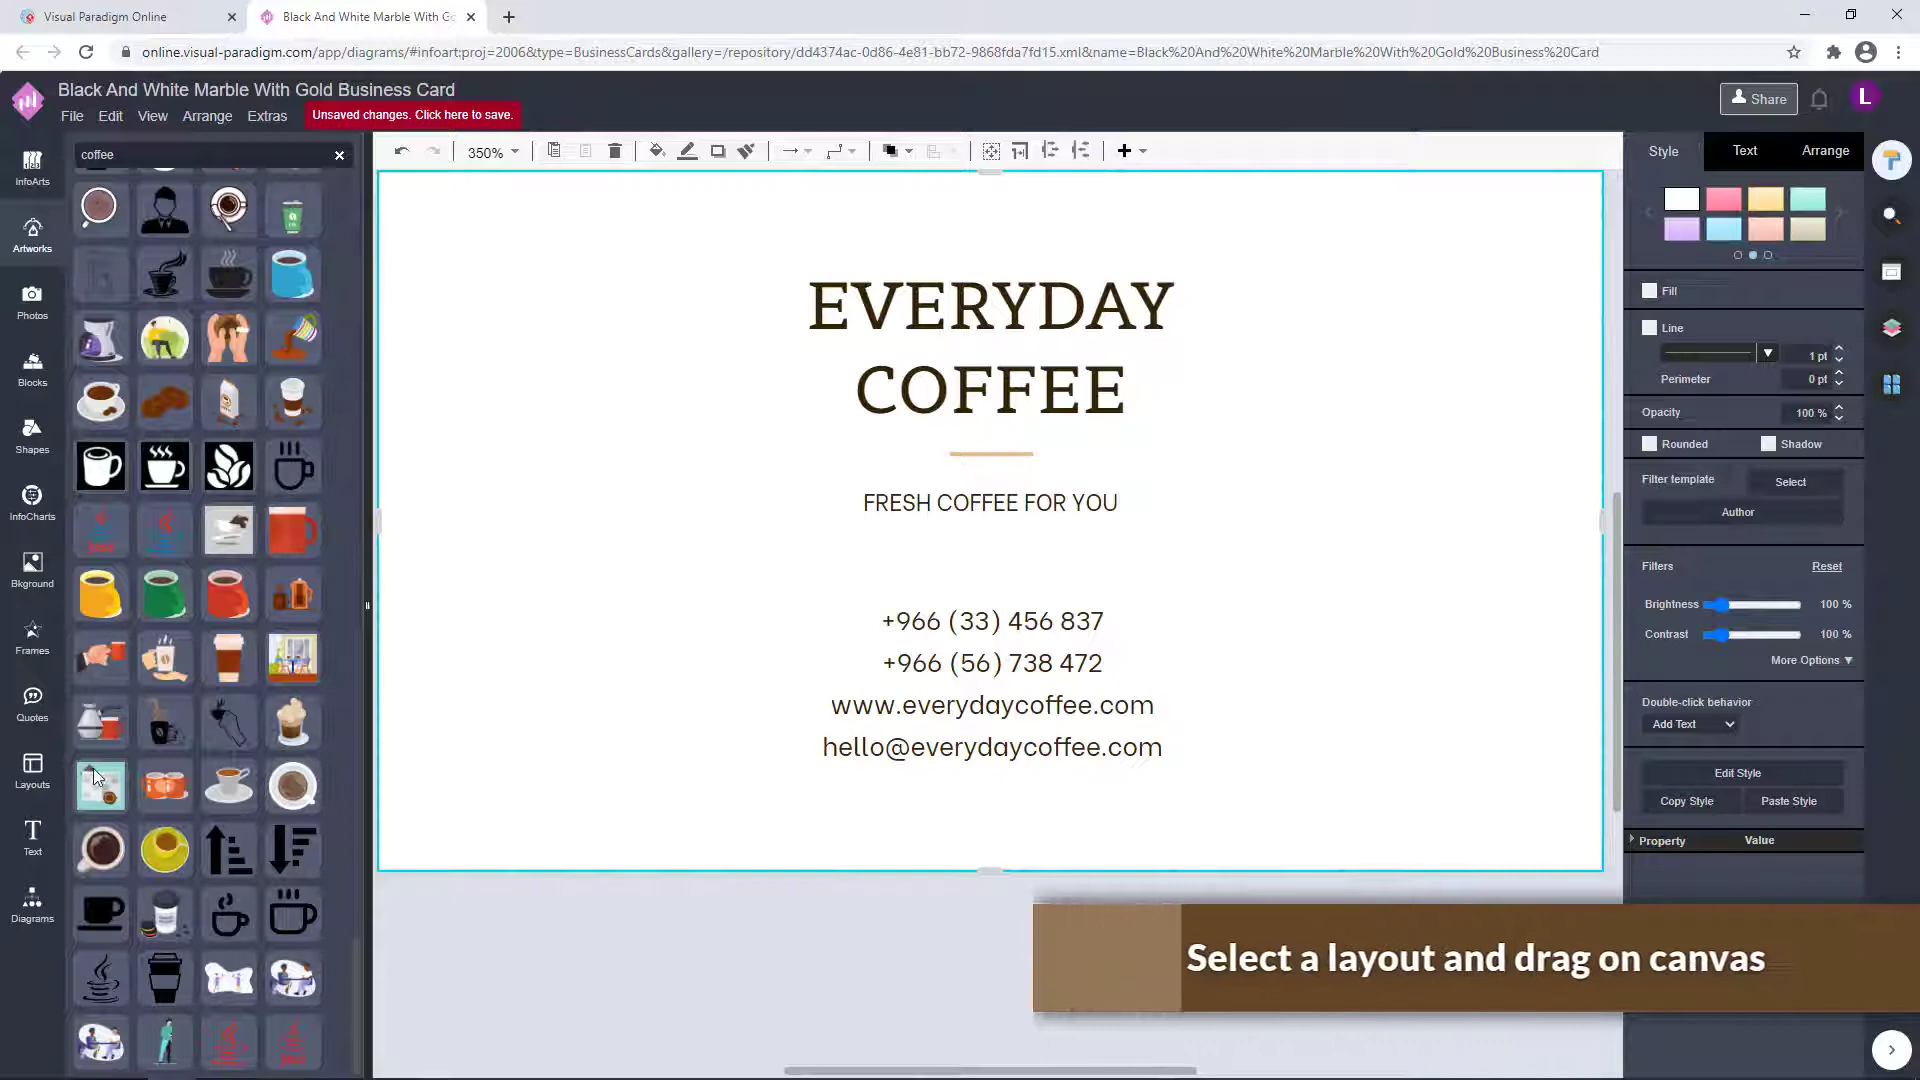 Visual Paradigm Online
Black And White Marble With Go
online.visual-paradigm.com/app/diagrams/#infoart:proj=2006&type=BusinessCards&gallery=/repository/dd4374ac-0d86-4e81-bb72-9868fda7fd15.xml&name=Black%20And%20White%20Marble%20With%20Gold%20Business%20Card
Black And White Marble With Gold Business Card
File Edit View Arrange Extras
Unsaved changes. Click here to save.
Share
L
coffee
350%
InfoArts
Artworks
Photos
Blocks
Shapes
InfoCharts
Bkground
Frames
Quotes
Layouts
Text
Diagrams
EVERYDAY
COFFEE
FRESH COFFEE FOR YOU
+966 (33) 456 837
+966 (56) 738 472
www.everydaycoffee.com
hello@everydaycoffee.com
Style Text Arrange
Fill
Line
1 pt
Perimeter 0 pt
Opacity 100 %
Rounded Shadow
Filter template Select
Author
Filters Reset
Brightness 100 %
Contrast 100 %
More Options
Double-click behavior
Add Text
Edit Style
Copy Style Paste Style
Property Value
Select a layout and drag on canvas